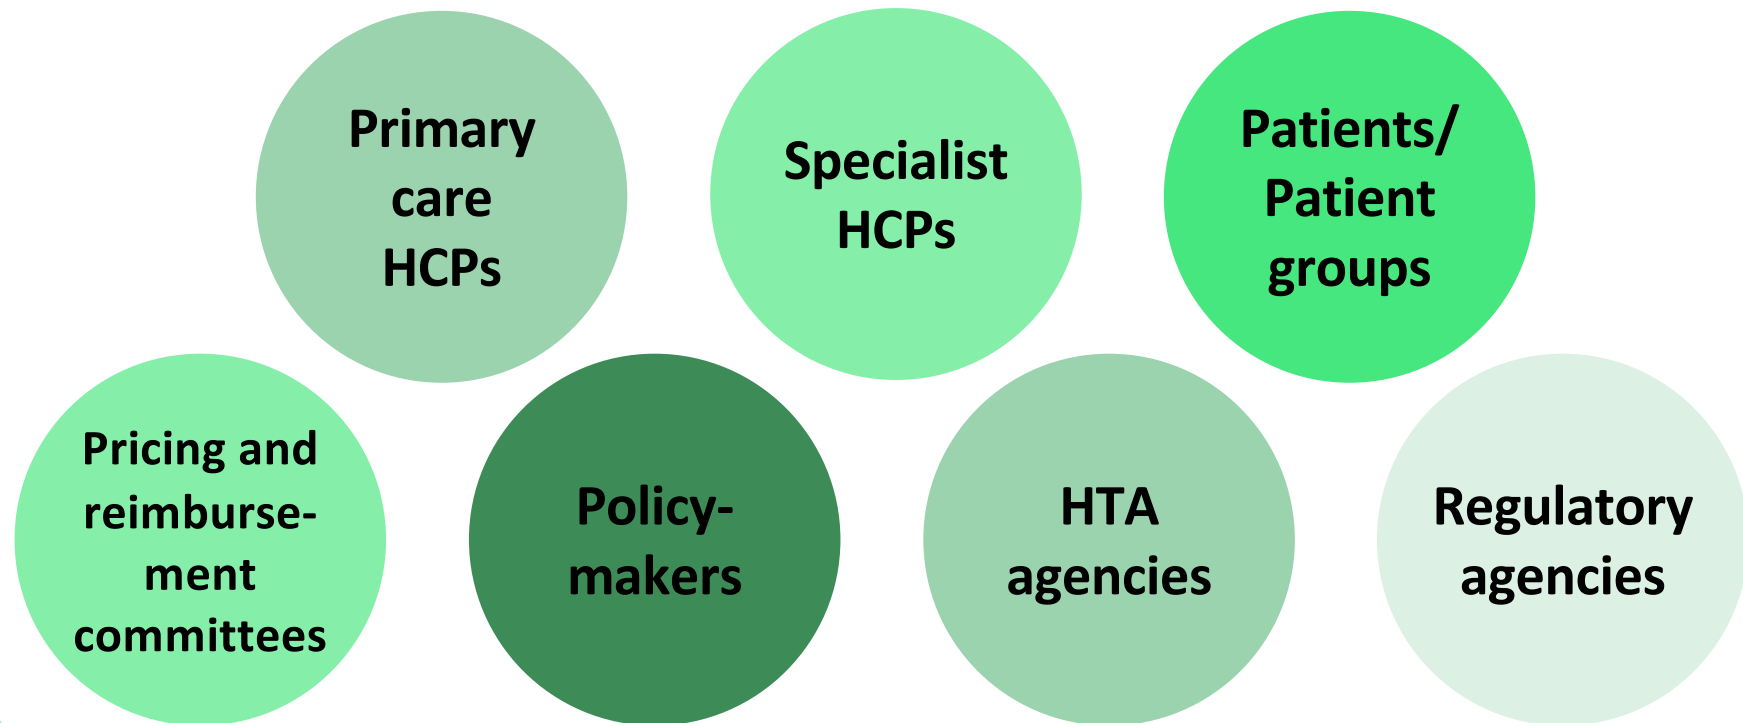 Primary
care
HCPs
Specialist
HCPs
Patients/
Patient
groups
Pricing and
reimburse-
ment
committees
Policy-
makers
HTA
agencies
Regulatory
agencies